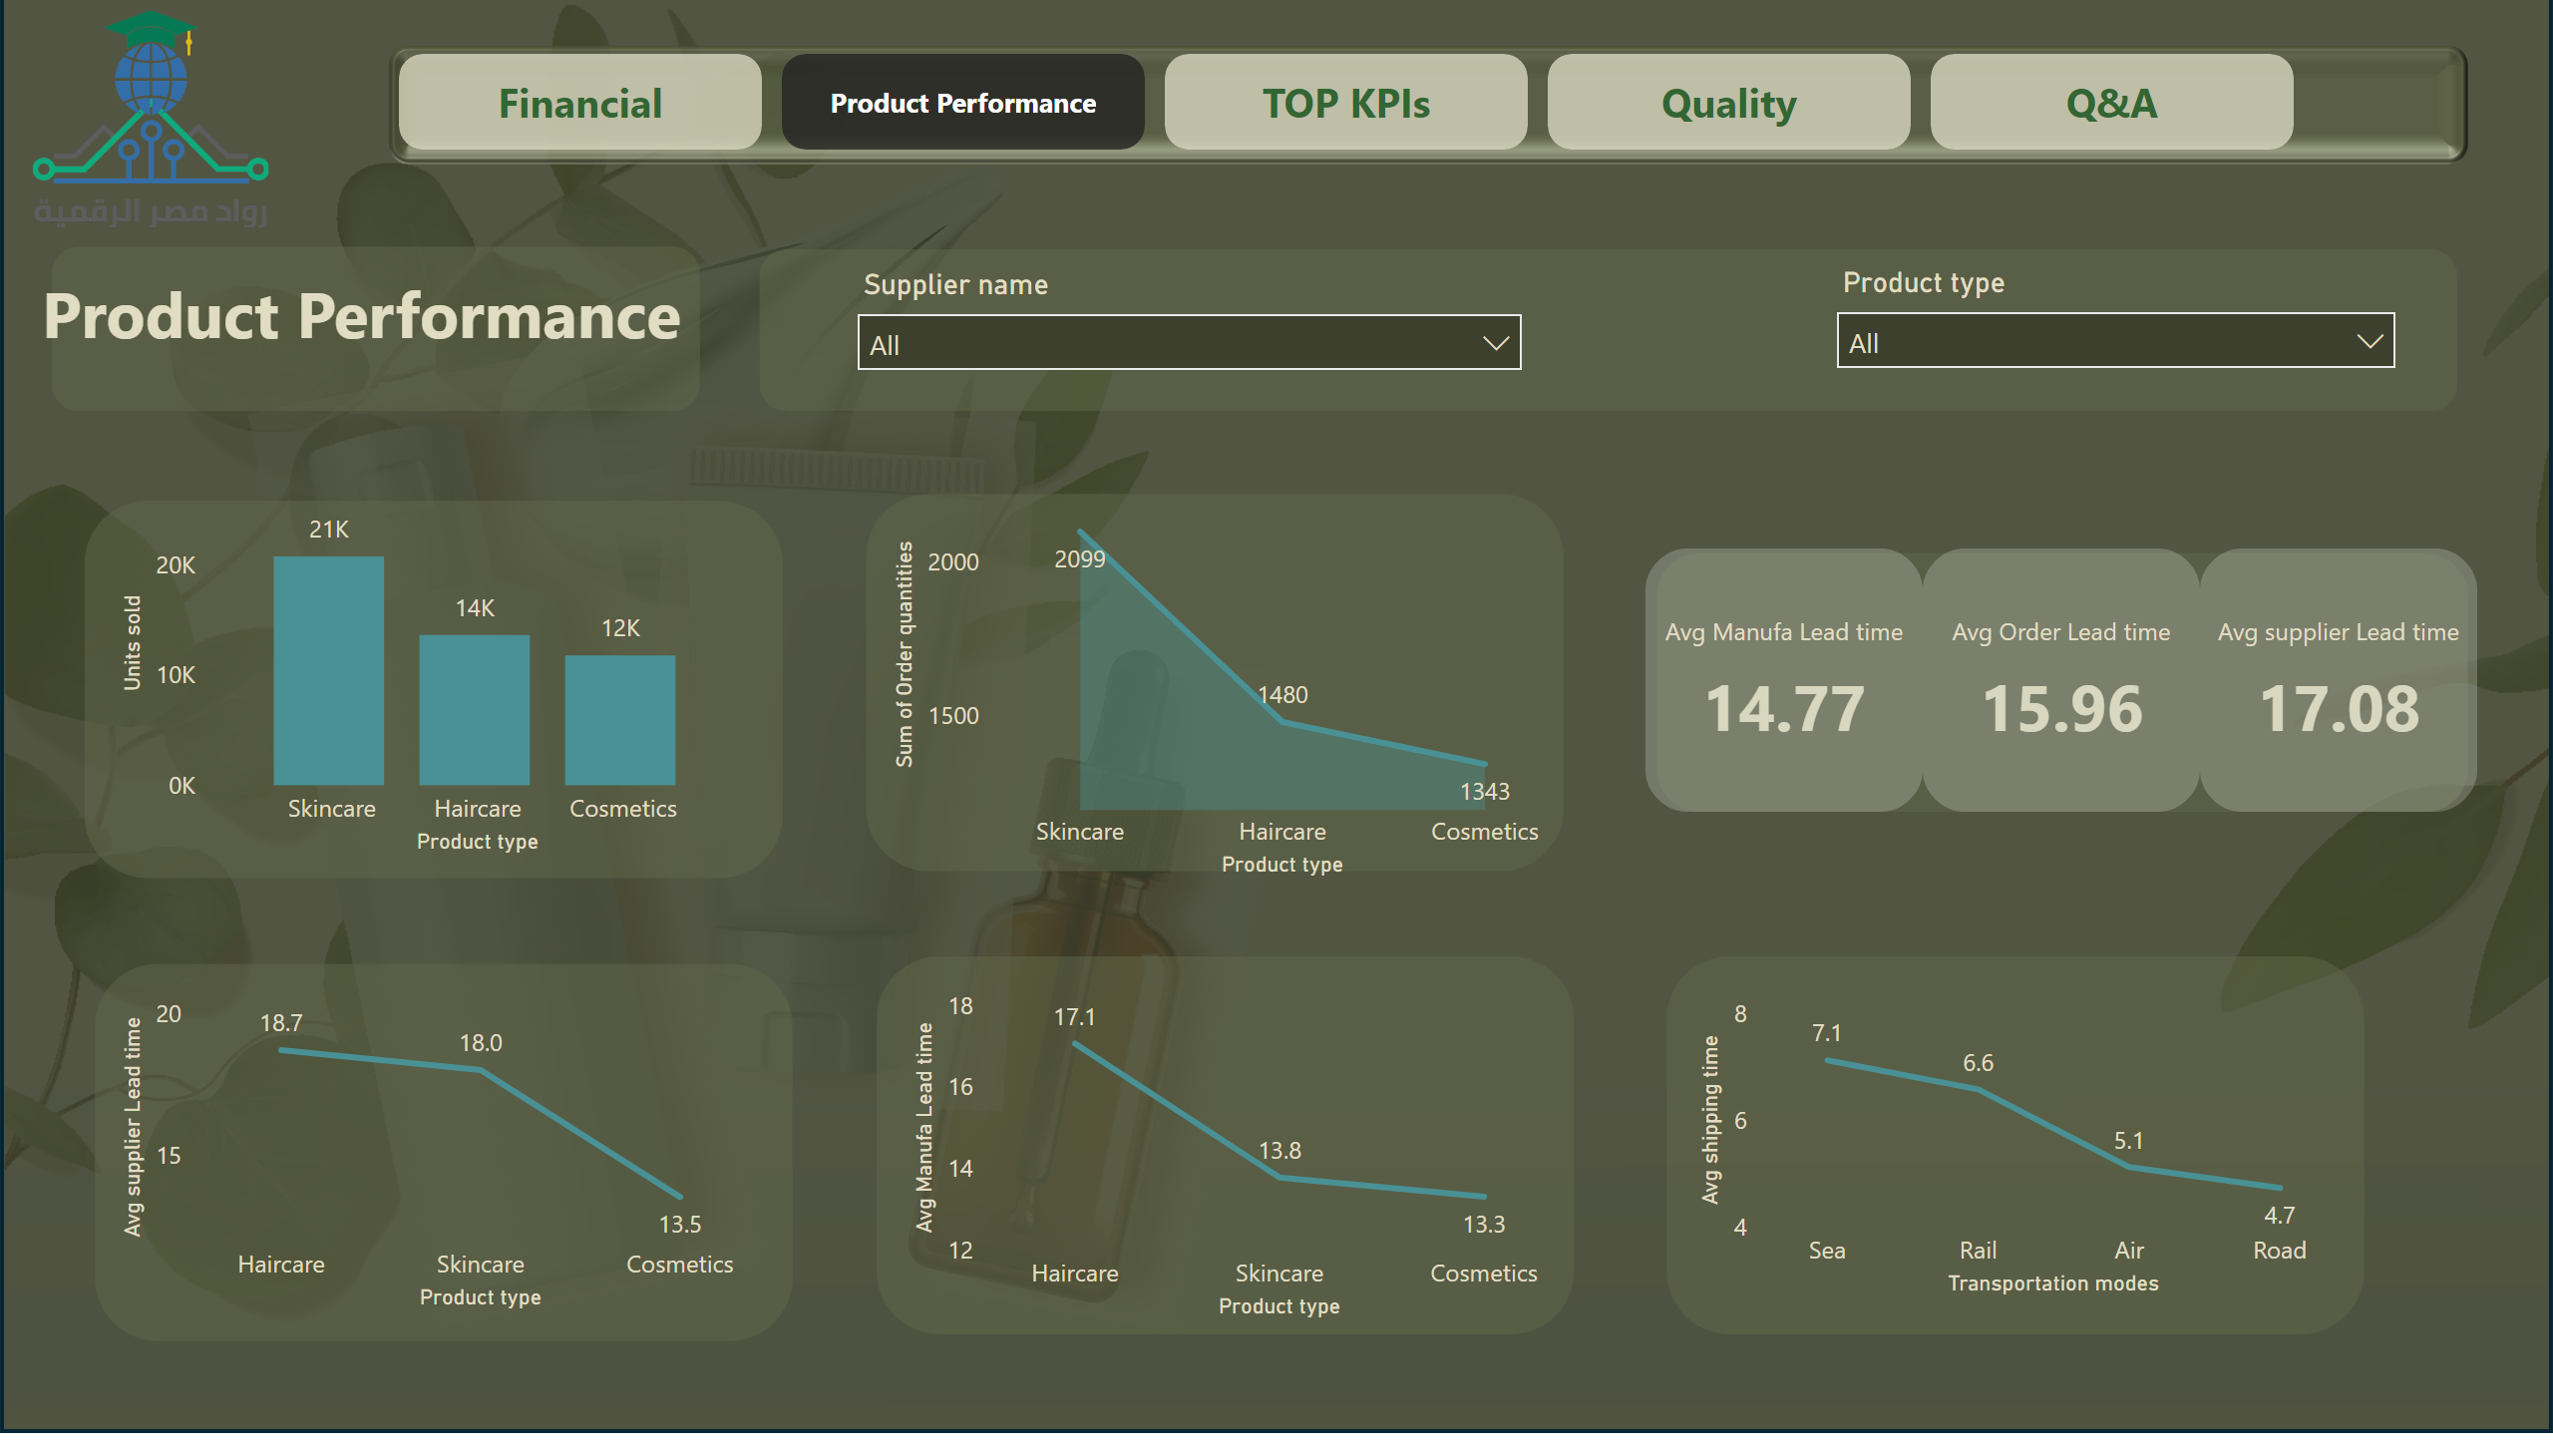 رواد مصر الرقمية
Financial
Product Performance
TOP KPIs
Quality
Q&A
Product Performance
Supplier name
All
Product type
All
Units sold
20K
10K
0K
21K
14K
12K
Skincare
Haircare
Cosmetics
Product type
Sum of Order quantities
2000
1500
2099
1480
1343
Skincare
Haircare
Cosmetics
Product type
Avg Manufa Lead time
14.77
Avg Order Lead time
15.96
Avg supplier Lead time
17.08
Avg supplier Lead time
20
15
18.7
18.0
13.5
Haircare
Skincare
Cosmetics
Product type
Avg Manufa Lead time
18
16
14
12
17.1
13.8
13.3
Haircare
Skincare
Cosmetics
Product type
Avg shipping time
8
6
4
7.1
6.6
5.1
4.7
Sea
Rail
Air
Road
Transportation modes